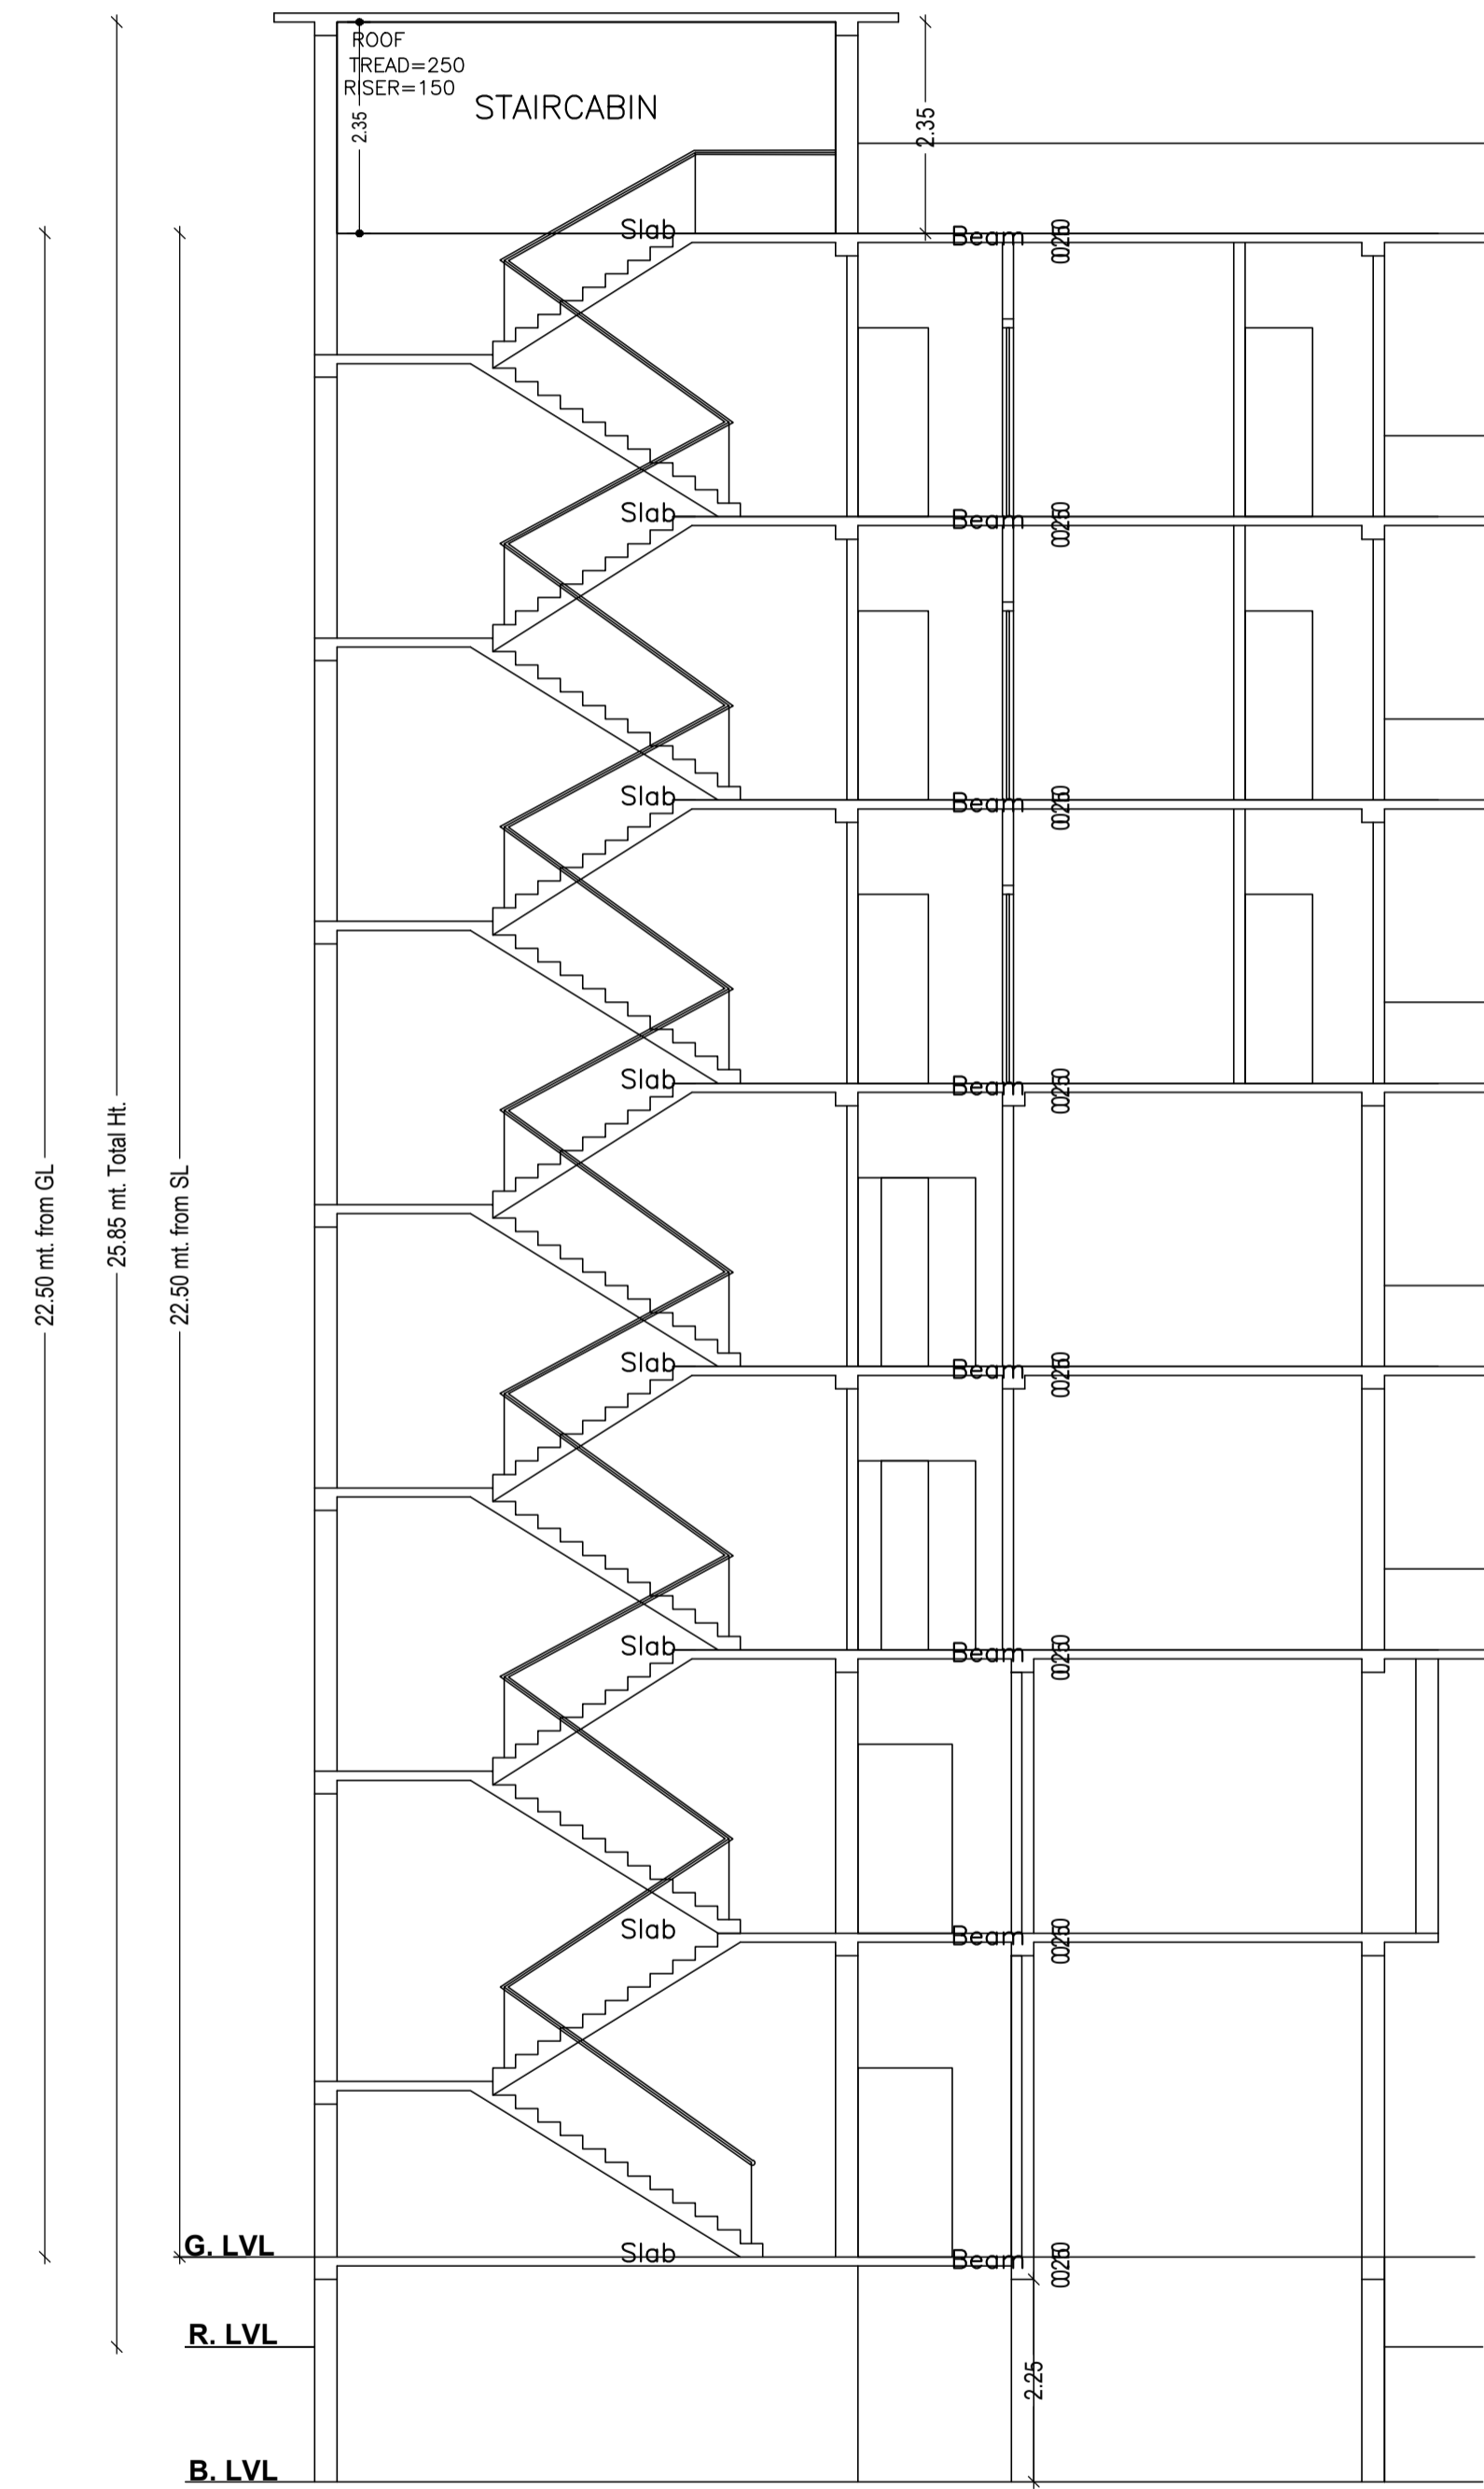 ROOF
TREAD=250
RISER=150
STAIRCABIN
2.35
2.35
Slab
Beam
Slab
Beam
Slab
Beam
Slab
Beam
22.50 mt. from GL
25.85 mt. Total Ht.
22.50 mt. from SL
Slab
Beam
Slab
Beam
Slab
Beam
G. LVL
Slab
Beam
R. LVL
2.25
B. LVL